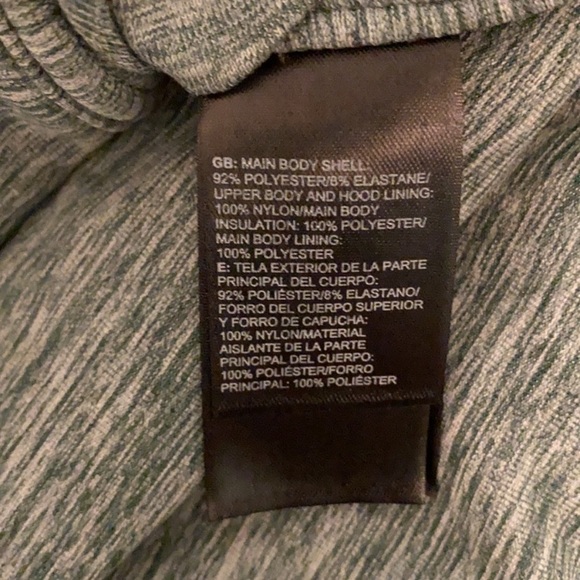 GB: MAIN BODY SHELL:
92% POLYESTER/8% ELASTANE/
UPPER BODY AND HOOD LINING:
100% NYLON/MAIN BODY
INSULATION: 100% POLYESTER/
MAIN BODY LINING:
100% POLYESTER
E: TELA EXTERIOR DE LA PARTE
PRINCIPAL DEL CUERPO:
92% POLIÉSTER/8% ELASTANO/
FORRO DEL CUERPO SUPERIOR
Y FORRO DE CAPUCHA:
100% NYLON/MATERIAL
AISLANTE DE LA PARTE
PRINCIPAL DEL CUERPO:
100% POLIÉSTER/FORRO
PRINCIPAL: 100% POLIÉSTER